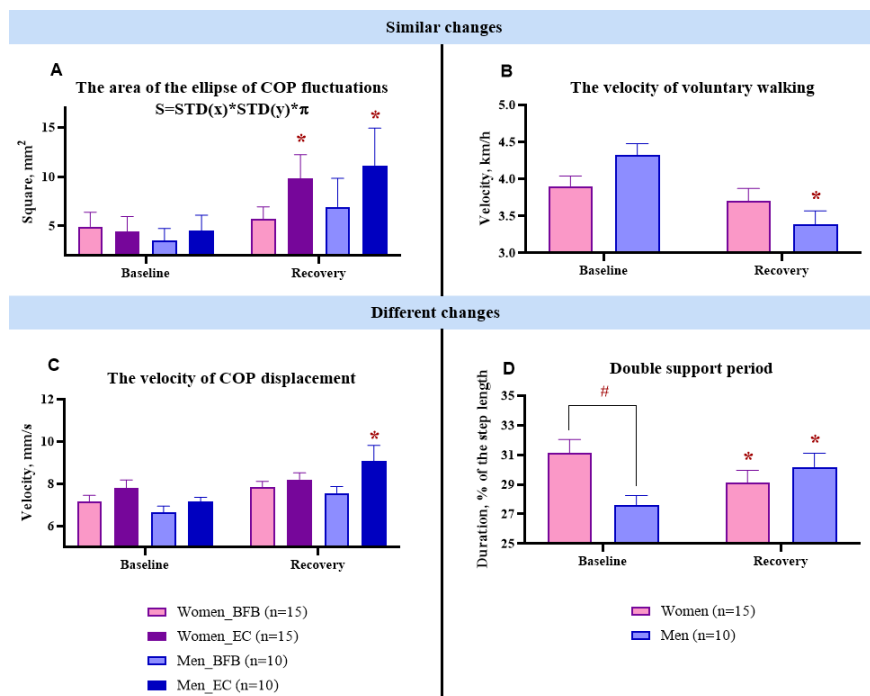 Similar changes
A
The area of the ellipse of COP fluctuations
S=STD(x)*STD(y)*π
Square, mm²
15
10
5
*
*
Baseline
Recovery
B
The velocity of voluntary walking
Velocity, km/h
5.0
4.5
4.0
3.5
3.0
*
Baseline
Recovery
Different changes
C
The velocity of COP displacement
Velocity, mm/s
12
10
8
6
*
Baseline
Recovery
Women_BFB (n=15)
Women_EC (n=15)
Men_BFB (n=10)
Men_EC (n=10)
D
Double support period
Duration, % of the step length
35
33
31
29
27
25
#
*
*
Baseline
Recovery
Women (n=15)
Men (n=10)